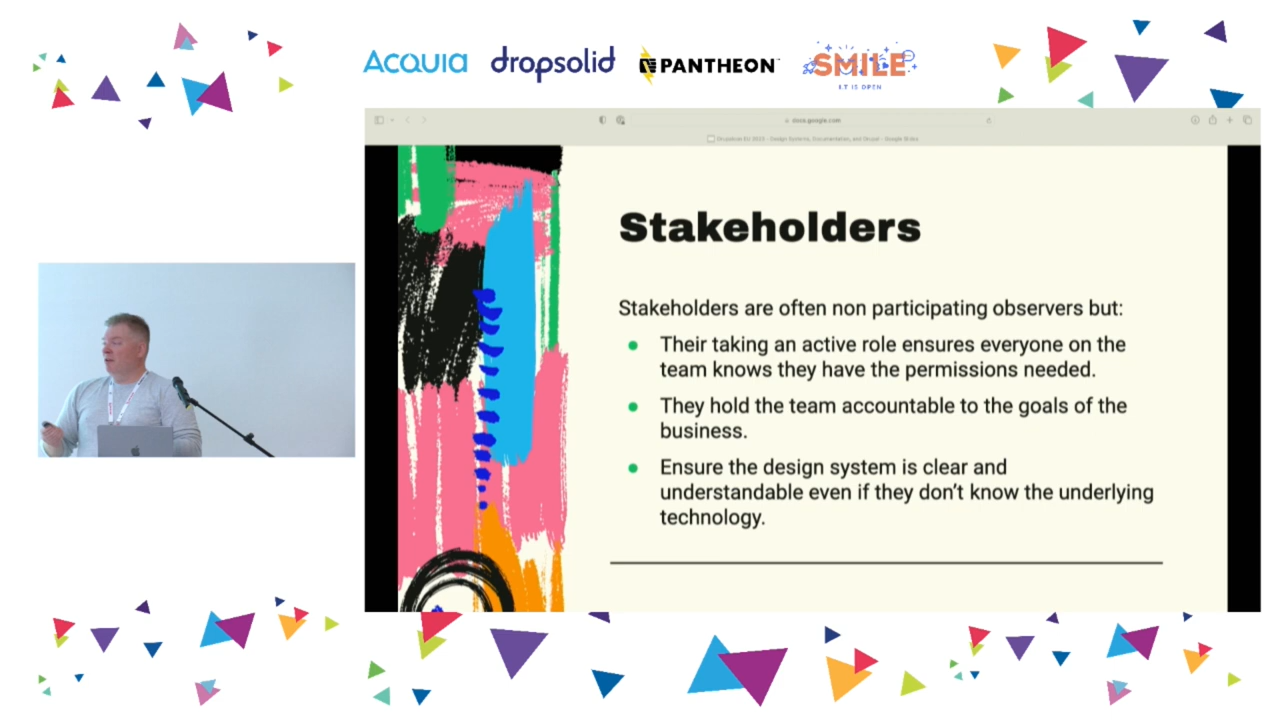 ACQUIA dropsolid PANTHEON SMILE
I.T IS OPEN
docs.google.com
Stakeholders
Stakeholders are often non participating observers but:
Their taking an active role ensures everyone on the
team knows they have the permissions needed.
They hold the team accountable to the goals of the
business.
Ensure the design system is clear and
understandable even if they don’t know the underlying
technology.